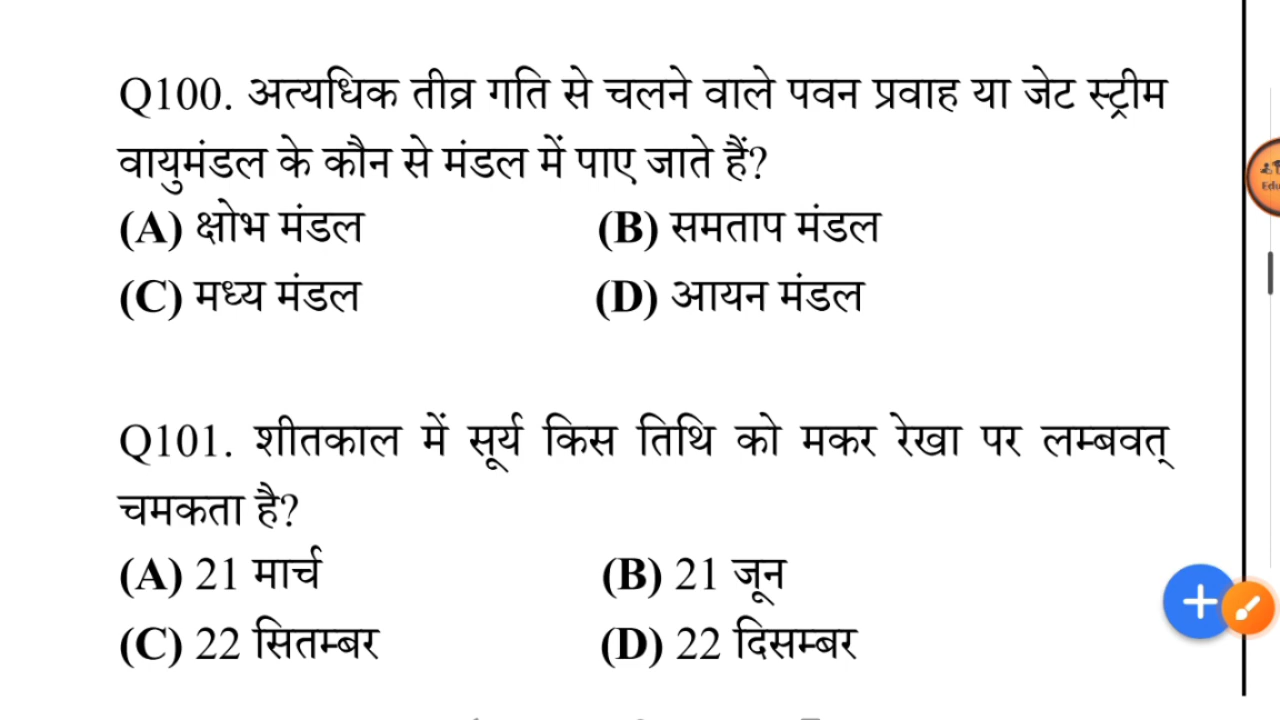 Q100. अत्यधिक तीव्र गति से चलने वाले पवन प्रवाह या जेट स्ट्रीम
वायुमंडल के कौन से मंडल में पाए जाते हैं?
(A) क्षोभ मंडल (B) समताप मंडल
(C) मध्य मंडल (D) आयन मंडल
Q101. शीतकाल में सूर्य किस तिथि को मकर रेखा पर लम्बवत्
चमकता है?
(A) 21 मार्च (B) 21 जून
(C) 22 सितम्बर (D) 22 दिसम्बर